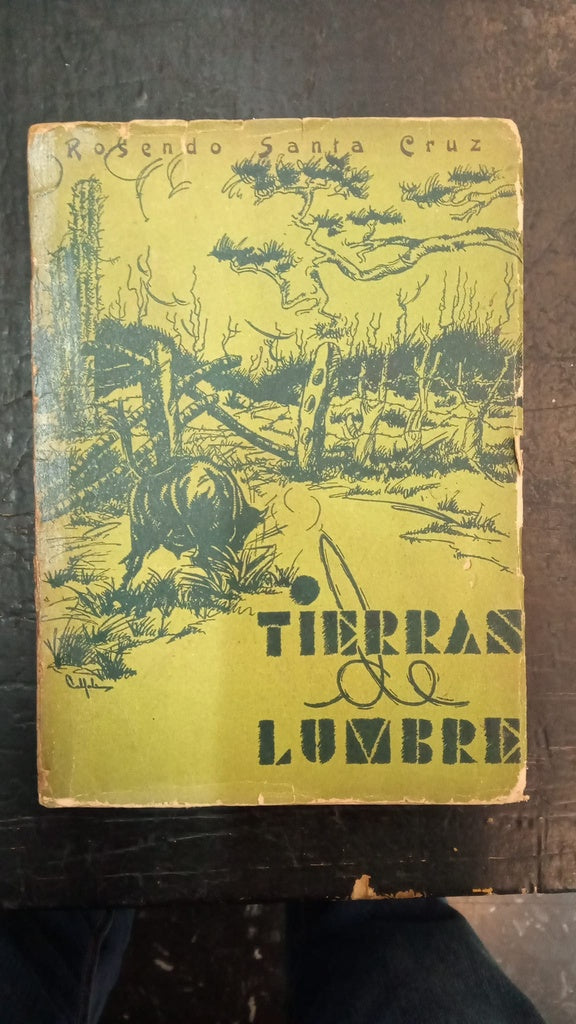 Rosendo Santa Cruz
TIERRAS
de
LUMBRE